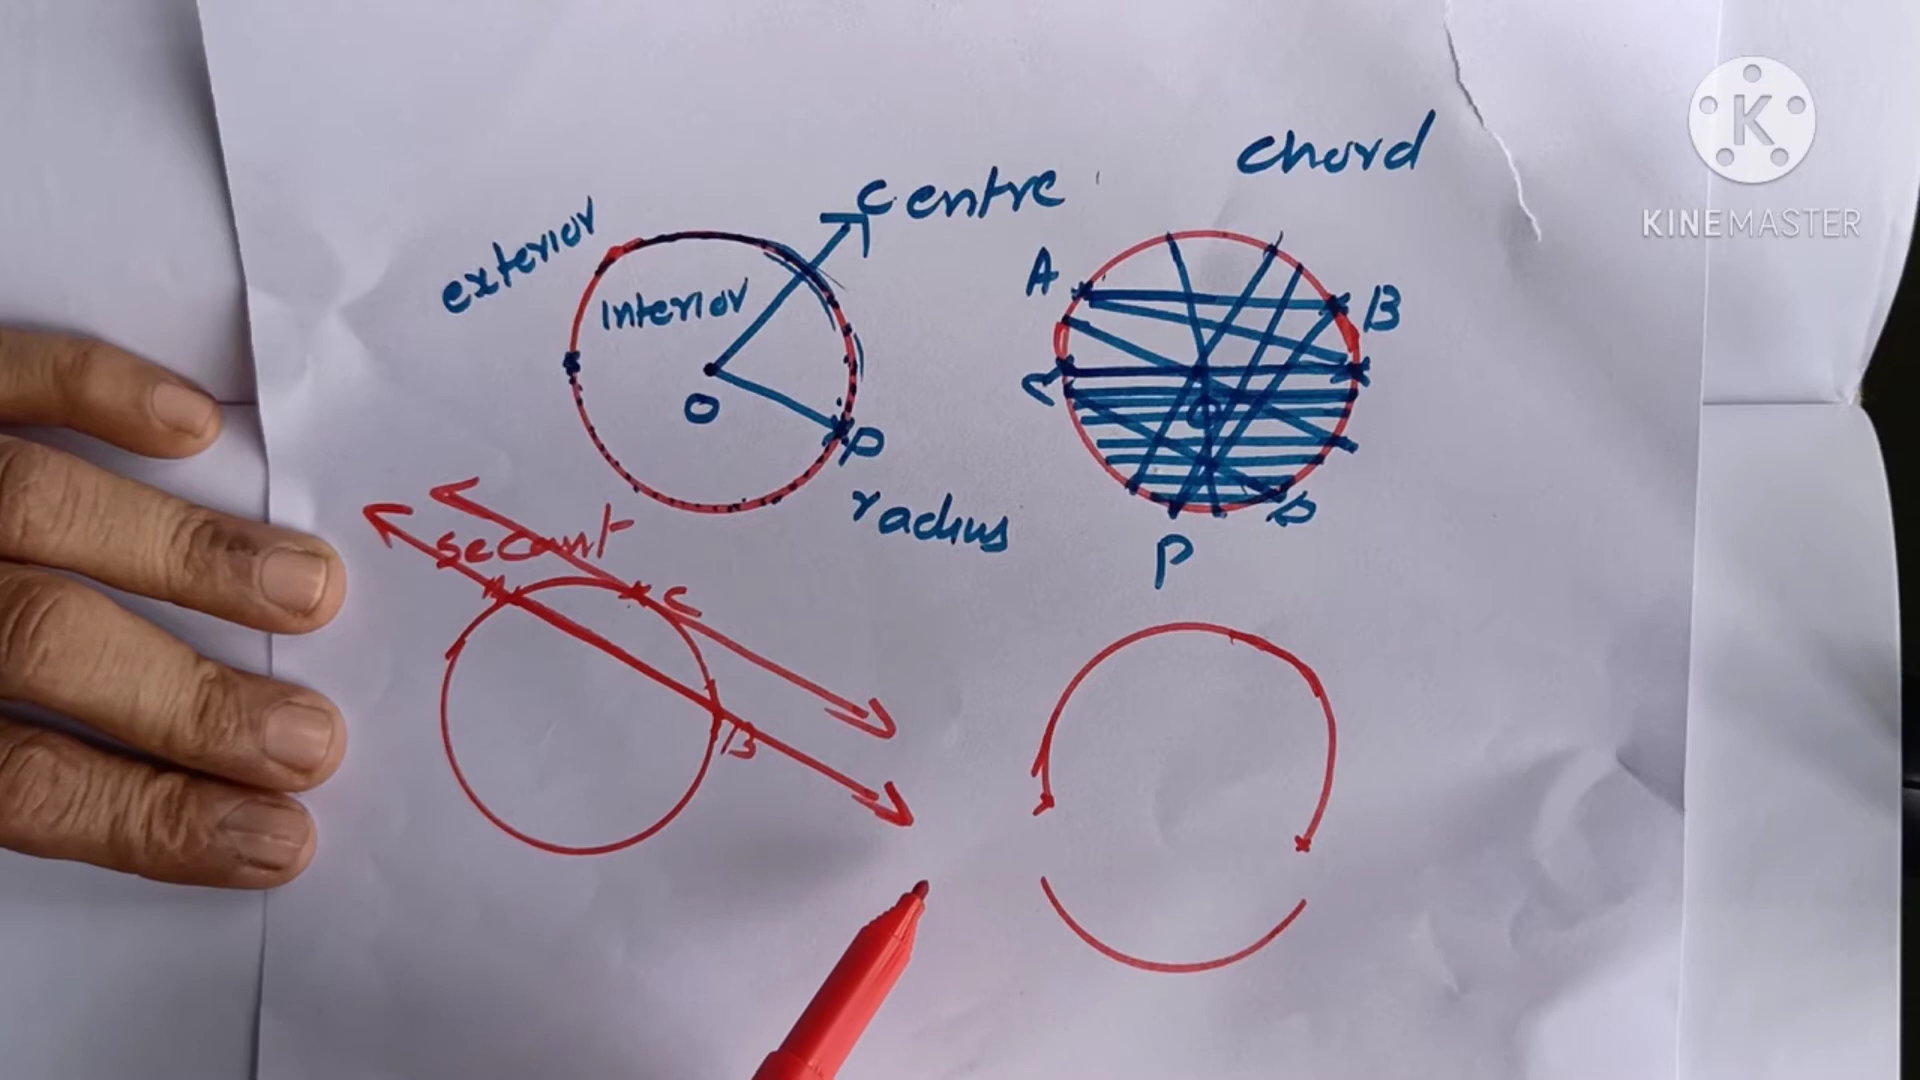 chord
centre
exterior
Interior
A
B
O
P
C
O
radius
D
P
secant
A
C
B
K
KINEMASTER